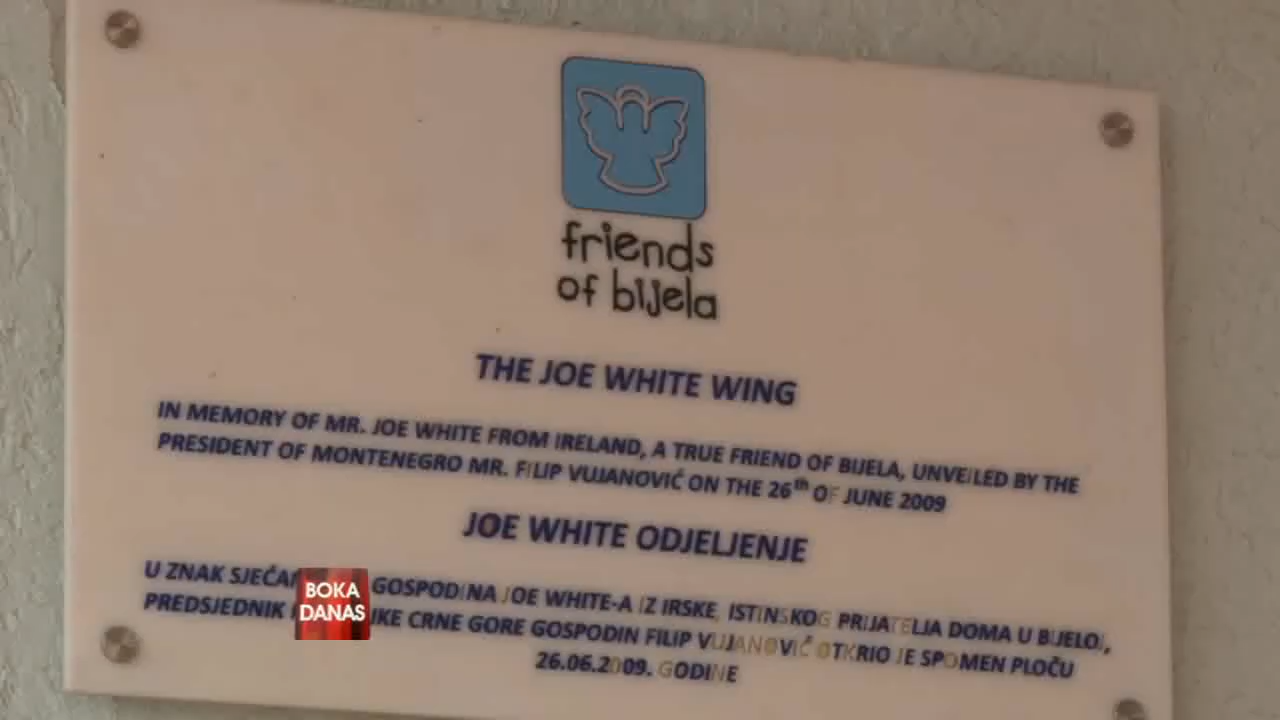 friends
of bijela
THE JOE WHITE WING
IN MEMORY OF MR. JOE WHITE FROM IRELAND, A TRUE FRIEND OF BIJELA, UNVEILED BY THE
PRESIDENT OF MONTENEGRO MR. FILIP VUJANOVIĆ ON THE 26th OF JUNE 2009
JOE WHITE ODJELJENJE
U ZNAK GOSPODINA JOE WHITE-A IZ IRSKE, ISTINSKOG PRIJATELJA DOMA U BIJELOJ,
PREDSJEDNIK CRNE GORE GOSPODIN FILIP VUJANOVIĆ OTKRIO JE SPOMEN PLOČU
26.06.2009. GODINE
BOKA
DANAS